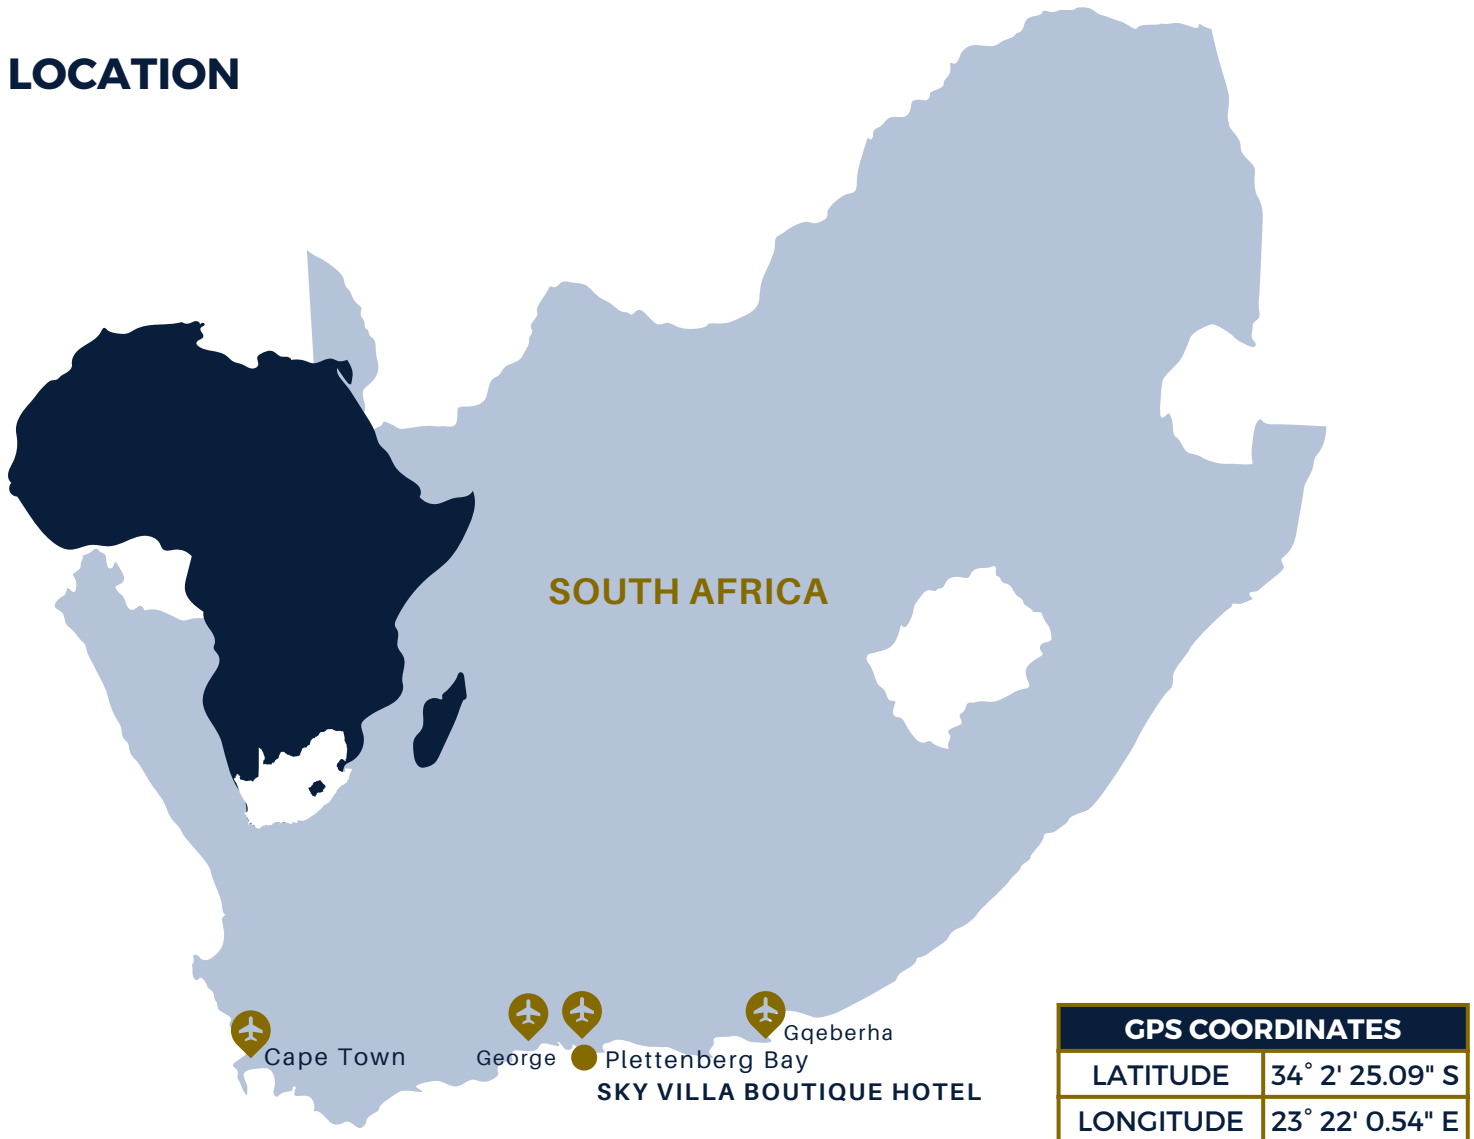 LOCATION
SOUTH AFRICA
Cape Town
George
Plettenberg Bay
SKY VILLA BOUTIQUE HOTEL
Gqeberha
GPS COORDINATES
LATITUDE 34° 2' 25.09" S
LONGITUDE 23° 22' 0.54" E